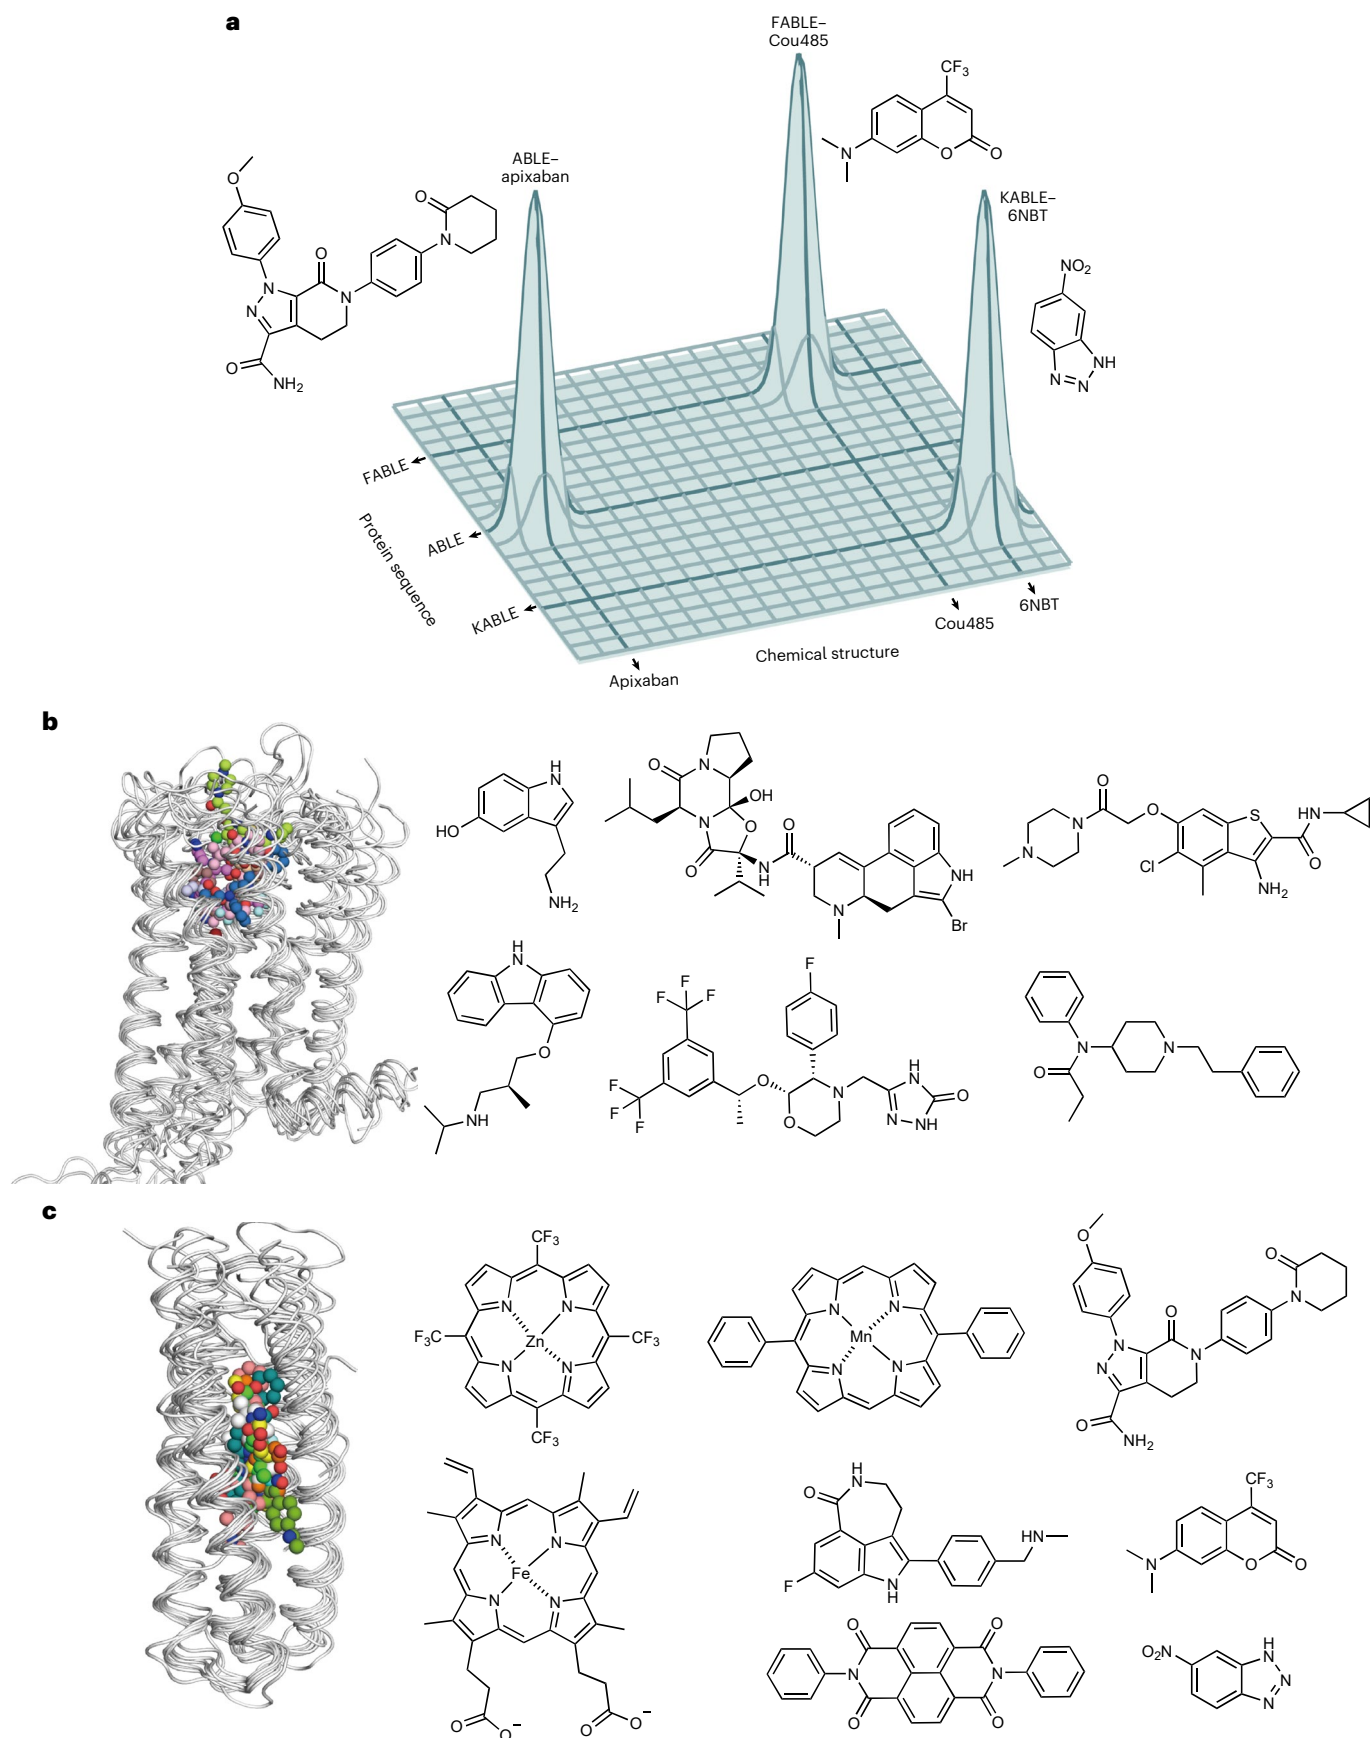 a
FABLE–
Cou485
CF3
N
O
O
ABLE–
apixaban
KABLE–
6NBT
O
O
N
O
N
N
N
O
NH2
NO2
NH
N
N
FABLE
ABLE
KABLE
Protein sequence
Chemical structure
Apixaban
Cou485
6NBT
b
H
N
HO
NH2
O
N
OH
N
O
O
O
N
H
NH
N
Br
O
O
N
N
Cl
S
HN
O
NH2
H
N
O
NH
F
F
F
F
F
F
F
O
O
N
H
N
O
N
NH
N
N
O
c
CF3
F3C
N
N
Zn
N
N
CF3
CF3
N
N
Mn
N
N
O
O
N
O
N
N
N
O
NH2
N
N
Fe
N
N
O
O−
O
O−
H
N
O
F
N
H
HN
CF3
N
O
O
O
O
N
N
O
O
O2N
H
N
N
N